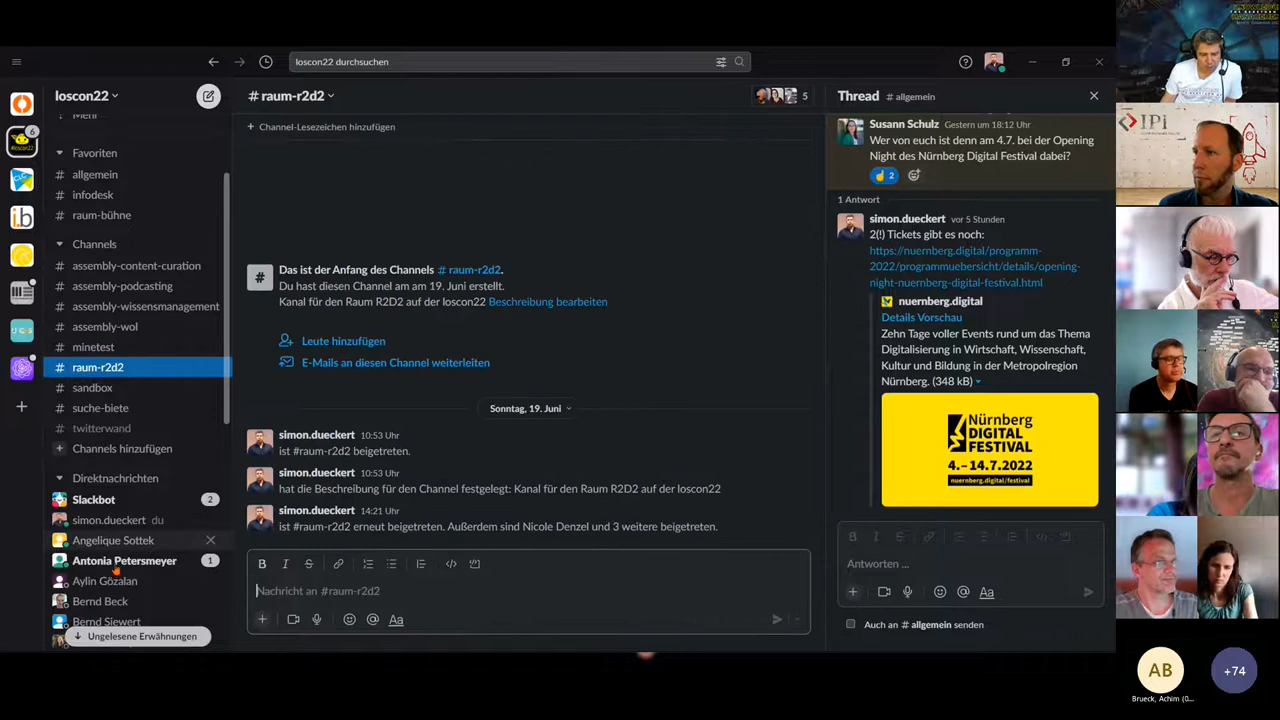 loscon22 durchsuchen
loscon22
Menü
Favoriten
allgemein
infodesk
raum-bühne
Channels
# assembly-content-curation
# assembly-podcasting
# assembly-wissensmanagement
# assembly-wol
# minetest
# raum-r2d2
# sandbox
# suche-biete
# twitterwand
+ Channels hinzufügen
Direktnachrichten
Slackbot 2
simon.dueckert du
Angelique Sottek
Antonia Petersmeyer 1
Aylin Gözalan
Bernd Beck
Bernd Siewert
Ungelesene Erwähnungen
6
CLC
i.b
UCS
# raum-r2d2
5
+ Channel-Lesezeichen hinzufügen
Das ist der Anfang des Channels # raum-r2d2.
Du hast diesen Channel am am 19. Juni erstellt.
Kanal für den Raum R2D2 auf der loscon22 Beschreibung bearbeiten
Leute hinzufügen
E-Mails an diesen Channel weiterleiten
Sonntag, 19. Juni
simon.dueckert 10:53 Uhr
ist #raum-r2d2 beigetreten.
simon.dueckert 10:53 Uhr
hat die Beschreibung für den Channel festgelegt: Kanal für den Raum R2D2 auf der loscon22
simon.dueckert 14:21 Uhr
ist #raum-r2d2 erneut beigetreten. Außerdem sind Nicole Denzel und 3 weitere beigetreten.
Nachricht an #raum-r2d2
Thread # allgemein
Susann Schulz Gestern um 18:12 Uhr
Wer von euch ist denn am 4.7. bei der Opening
Night des Nürnberg Digital Festival dabei?
2
1 Antwort
simon.dueckert vor 5 Stunden
2(!) Tickets gibt es noch:
https://nuernberg.digital/programm-
2022/programmuebersicht/details/opening-
night-nuernberg-digital-festival.html
nuernberg.digital
Details Vorschau
Zehn Tage voller Events rund um das Thema
Digitalisierung in Wirtschaft, Wissenschaft,
Kultur und Bildung in der Metropolregion
Nürnberg. (348 kB)
Nürnberg
DIGITAL
FESTIVAL
4.–14.7.2022
nuernberg.digital/festival
Antworten ...
Auch an # allgemein senden
IPI
AB
Brueck, Achim (0...
+74